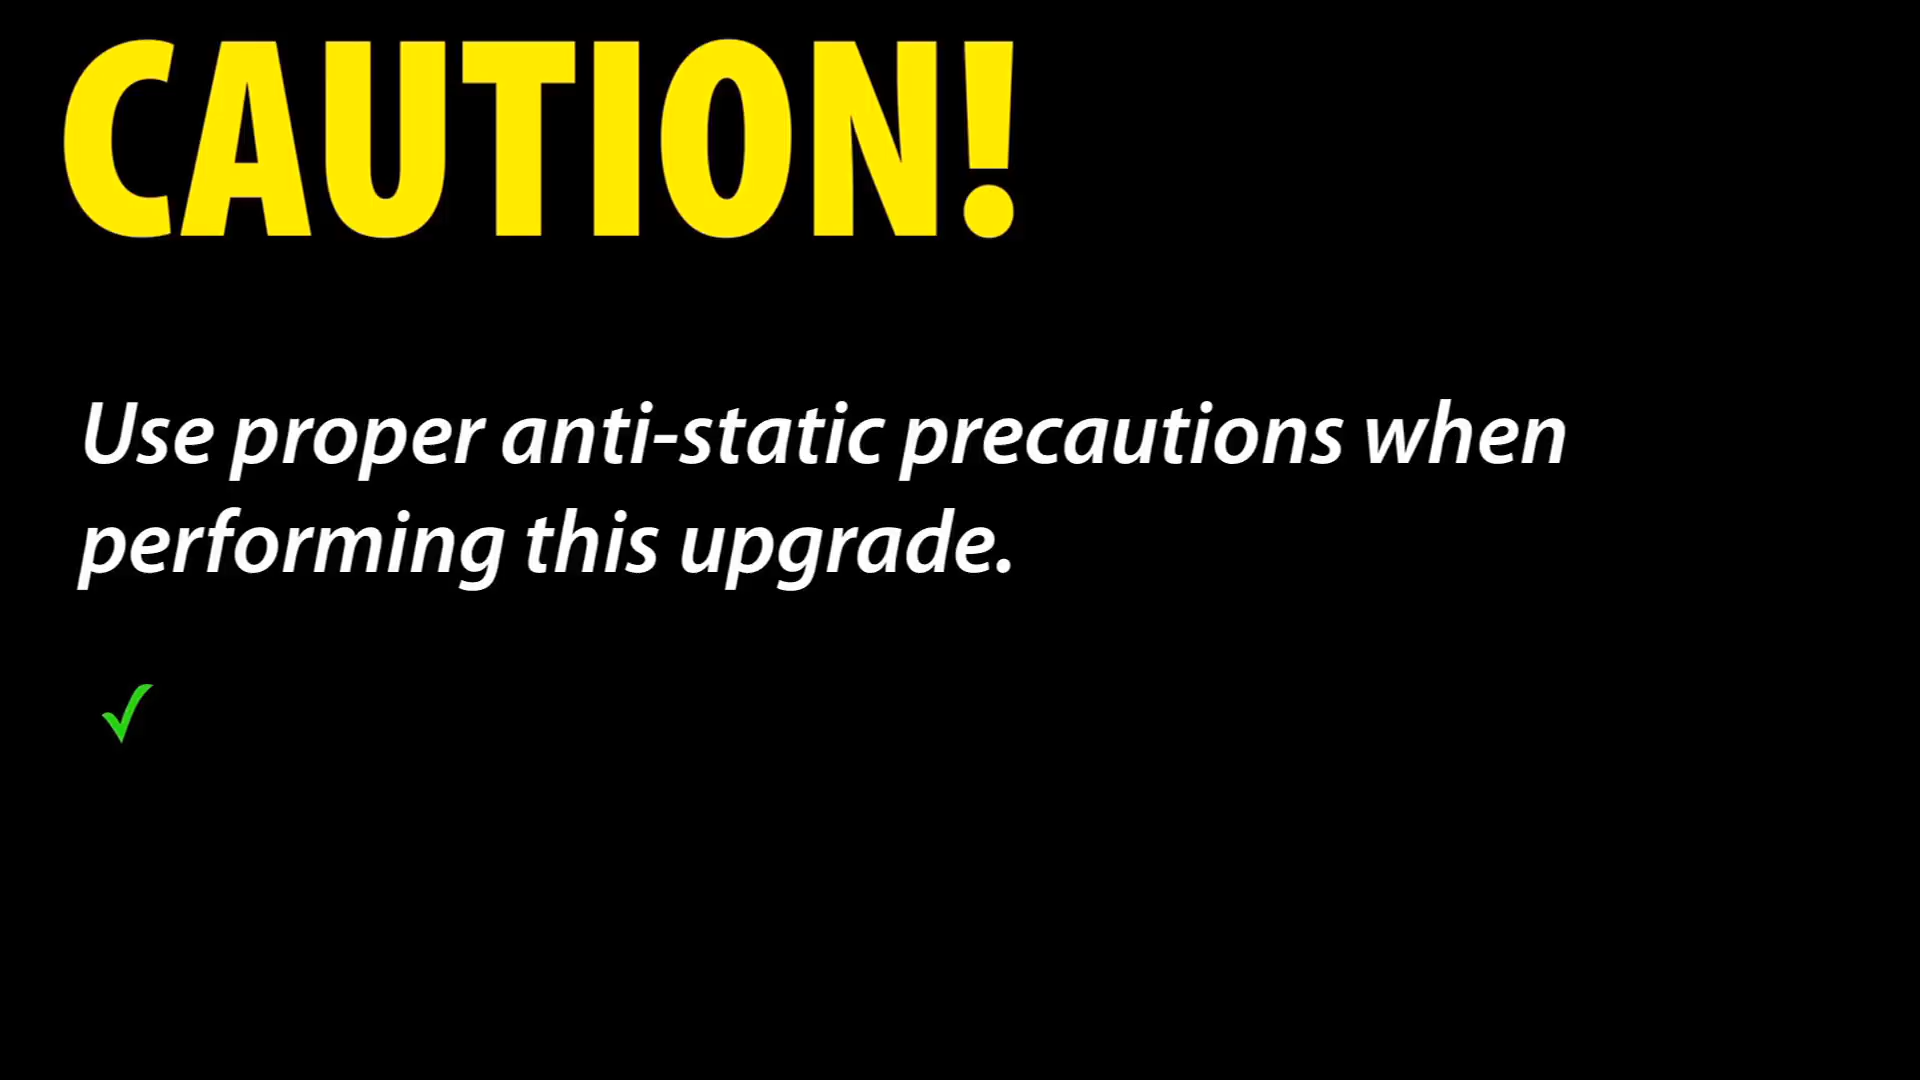 CAUTION!
Use proper anti-static precautions when
performing this upgrade.
✓